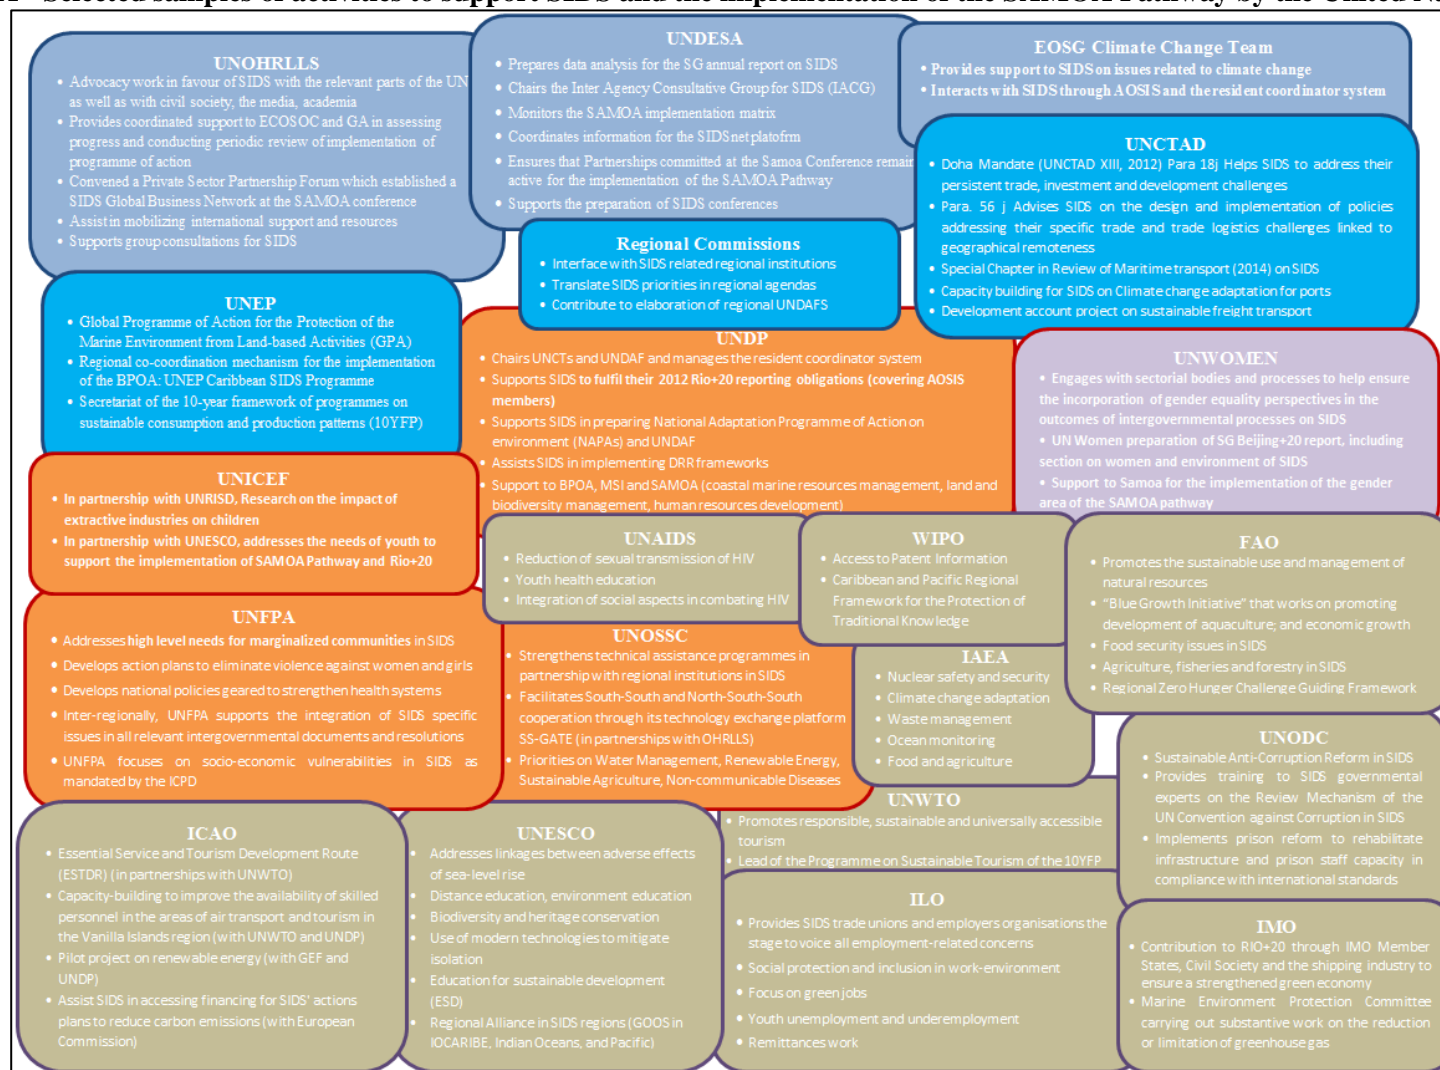 Selected samples of activities to support SIDS and the implementation of the SAMOA Pathway by the United
UNOHRLLS
• Advocacy work in favour of SIDS with the relevant parts of the UN
as well as with civil society, the media, academia
• Provides coordinated support to ECOSOC and GA in assessing
progress and conducting periodic review of implementation of
programme of action
• Convened a Private Sector Partnership Forum which established a
SIDS Global Business Network at the SAMOA conference
• Assist in mobilizing international support and resources
• Supports group consultations for SIDS
UNDESA
• Prepares data analysis for the SG annual report on SIDS
• Chairs the Inter Agency Consultative Group for SIDS (IACG)
• Monitors the SAMOA implementation matrix
• Coordinates information for the SIDSnet platofrm
• Ensures that Partnerships committed at the Samoa Conference remain
active for the implementation of the SAMOA Pathway
• Supports the preparation of SIDS conferences
EOSG Climate Change Team
• Provides support to SIDS on issues related to climate change
• Interacts with SIDS through AOSIS and the resident coordinator system
UNCTAD
• Doha Mandate (UNCTAD XIII, 2012) Para 18j Helps SIDS to address their
persistent trade, investment and development challenges
• Para. 56 j Advises SIDS on the design and implementation of policies
addressing their specific trade and trade logistics challenges linked to
geographical remoteness
• Special Chapter in Review of Maritime transport (2014) on SIDS
• Capacity building for SIDS on Climate change adaptation for ports
• Development account project on sustainable freight transport
Regional Commissions
• Interface with SIDS related regional institutions
• Translate SIDS priorities in regional agendas
• Contribute to elaboration of regional UNDAFS
UNEP
• Global Programme of Action for the Protection of the
Marine Environment from Land-based Activities (GPA)
• Regional co-coordination mechanism for the implementation
of the BPOA: UNEP Caribbean SIDS Programme
• Secretariat of the 10-year framework of programmes on
sustainable consumption and production patterns (10YFP)
UNDP
• Chairs UNCTs and UNDAF and manages the resident coordinator system
• Supports SIDS to fulfil their 2012 Rio+20 reporting obligations (covering AOSIS
members)
• Supports SIDS in preparing National Adaptation Programme of Action on
environment (NAPAs) and UNDAF
• Assists SIDS in implementing DRR frameworks
• Support to BPOA, MSI and SAMOA (coastal marine resources management, land and
biodiversity management, human resources development)
UNWOMEN
• Engages with sectorial bodies and processes to help ensure
the incorporation of gender equality perspectives in the
outcomes of intergovernmental processes on SIDS
• UN Women preparation of SG Beijing+20 report, including
section on women and environment of SIDS
• Support to Samoa for the implementation of the gender
area of the SAMOA pathway
UNICEF
• In partnership with UNRISD, Research on the impact of
extractive industries on children
• In partnership with UNESCO, addresses the needs of youth to
support the implementation of SAMOA Pathway and Rio+20
UNAIDS
• Reduction of sexual transmission of HIV
• Youth health education
• Integration of social aspects in combating HIV
WIPO
• Access to Patent Information
• Caribbean and Pacific Regional
Framework for the Protection of
Traditional Knowledge
FAO
• Promotes the sustainable use and management of
natural resources
• “Blue Growth Initiative” that works on promoting
development of aquaculture; and economic growth
• Food security issues in SIDS
• Agriculture, fisheries and forestry in SIDS
• Regional Zero Hunger Challenge Guiding Framework
UNFPA
• Addresses high level needs for marginalized communities in SIDS
• Develops action plans to eliminate violence against women and girls
• Develops national policies geared to strengthen health systems
• Inter-regionally, UNFPA supports the integration of SIDS specific
issues in all relevant intergovernmental documents and resolutions
• UNFPA focuses on socio-economic vulnerabilities in SIDS as
mandated by the ICPD
UNOSSC
• Strengthens technical assistance programmes in
partnership with regional institutions in SIDS
• Facilitates South-South and North-South-South
cooperation through its technology exchange platform
SS-GATE (in partnerships with OHRLLS)
• Priorities on Water Management, Renewable Energy,
Sustainable Agriculture, Non-communicable Diseases
IAEA
• Nuclear safety and security
• Climate change adaptation
• Waste management
• Ocean monitoring
• Food and agriculture
UNODC
• Sustainable Anti-Corruption Reform in SIDS
• Provides training to SIDS governmental
experts on the Review Mechanism of the
UN Convention against Corruption in SIDS
• Implements prison reform to rehabilitate
infrastructure and prison staff capacity in
compliance with international standards
UNWTO
• Promotes responsible, sustainable and universally accessible
tourism
• Lead of the Programme on Sustainable Tourism of the 10YFP
ICAO
• Essential Service and Tourism Development Route
(ESTDR) (in partnerships with UNWTO)
• Capacity-building to improve the availability of skilled
personnel in the areas of air transport and tourism in
the Vanilla Islands region (with UNWTO and UNDP)
• Pilot project on renewable energy (with GEF and
UNDP)
• Assist SIDS in accessing financing for SIDS' actions
plans to reduce carbon emissions (with European
Commission)
UNESCO
• Addresses linkages between adverse effects
of sea-level rise
• Distance education, environment education
• Biodiversity and heritage conservation
• Use of modern technologies to mitigate
isolation
• Education for sustainable development
(ESD)
• Regional Alliance in SIDS regions (GOOS in
IOCARIBE, Indian Oceans, and Pacific)
ILO
• Provides SIDS trade unions and employers organisations the
stage to voice all employment-related concerns
• Social protection and inclusion in work-environment
• Focus on green jobs
• Youth unemployment and underemployment
• Remittances work
IMO
• Contribution to RIO+20 through IMO Member
States, Civil Society and the shipping industry to
ensure a strengthened green economy
• Marine Environment Protection Committee
carrying out substantive work on the reduction
or limitation of greenhouse gas